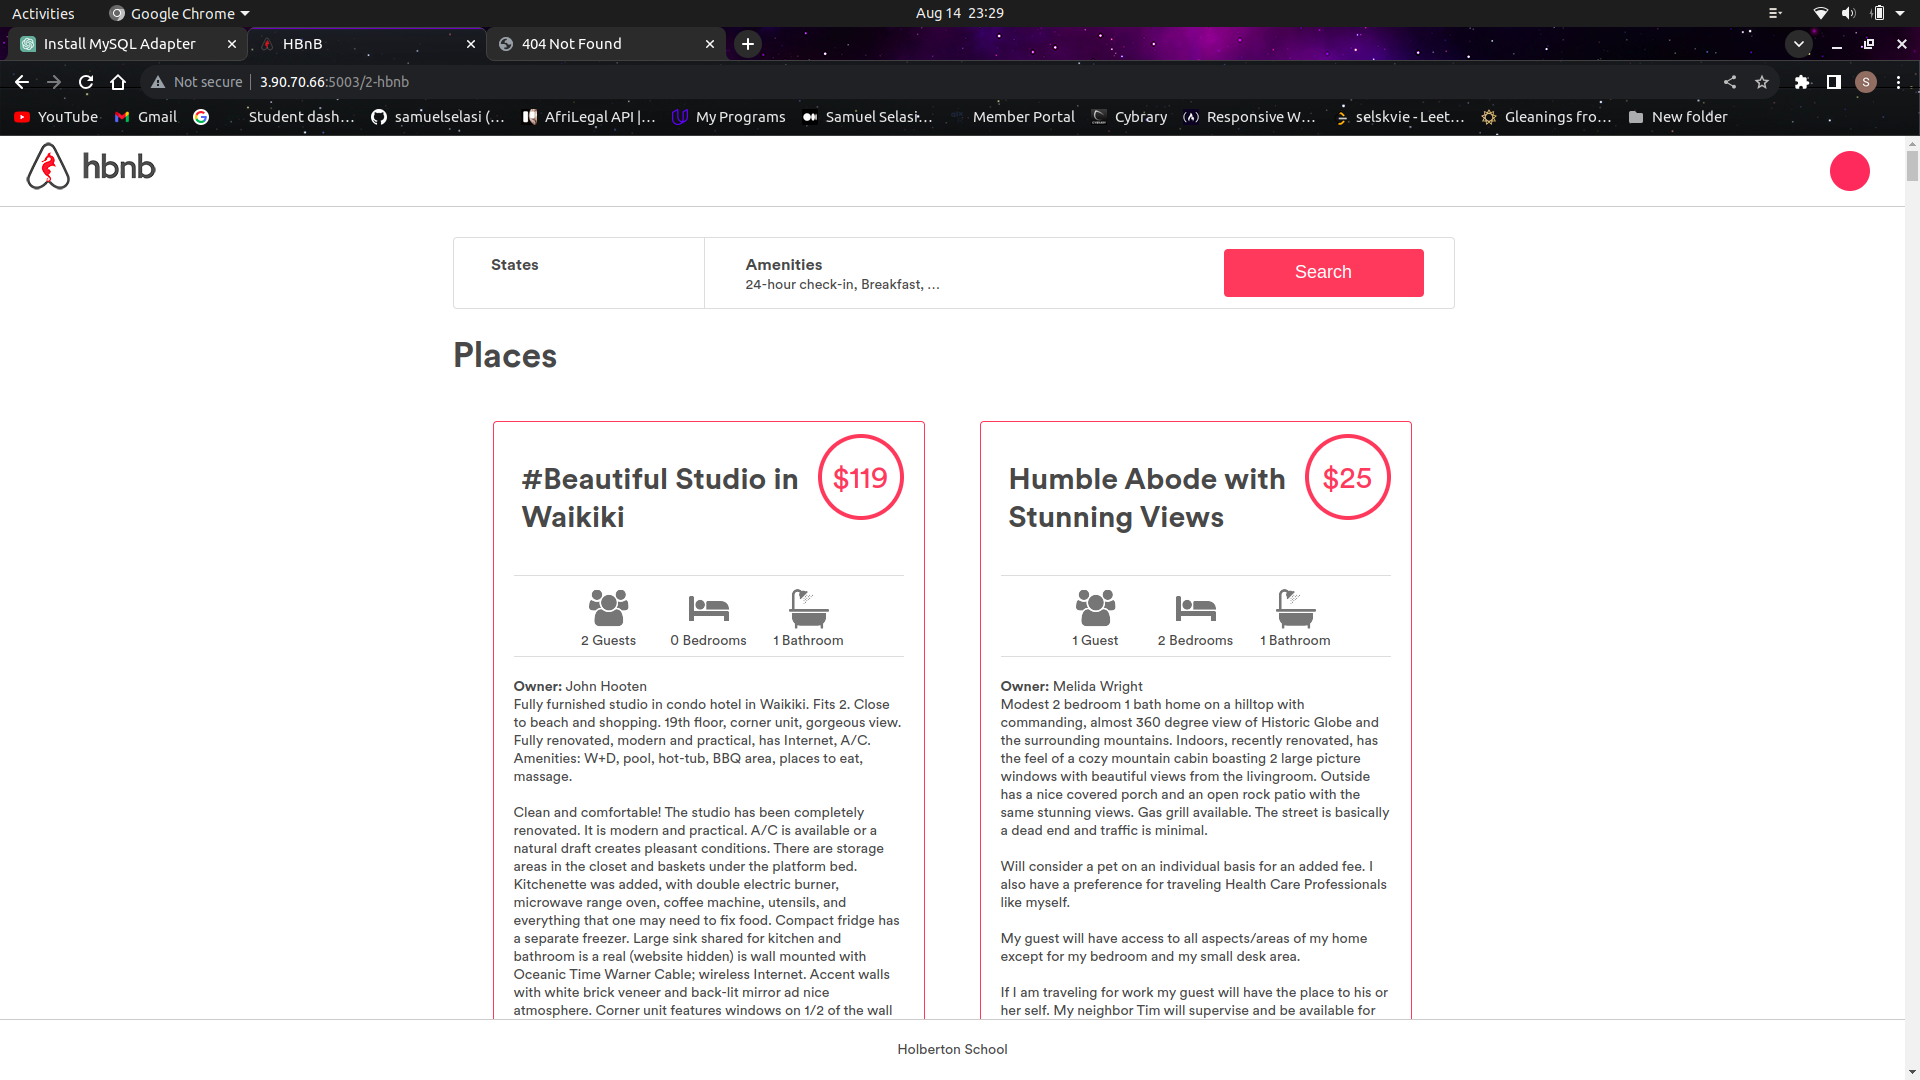 Activities
Google Chrome
Aug 14 23:29
Install MySQL Adapter
HBnB
404 Not Found
Not secure
3.90.70.66:5003/2-hbnb
S
YouTube
Gmail
Student dash...
samuelselasi (...
AfriLegal API |...
My Programs
Samuel Selasi-...
Member Portal
Cybrary
Responsive W...
selskvie - Leet...
Gleanings fro...
New folder
hbnb
States
Amenities
24-hour check-in, Breakfast, ...
Search
Places
#Beautiful Studio in
Waikiki
$119
2 Guests
0 Bedrooms
1 Bathroom
Owner: John Hooten
Fully furnished studio in condo hotel in Waikiki. Fits 2. Close
to beach and shopping. 19th floor, corner unit, gorgeous view.
Fully renovated, modern and practical, has Internet, A/C.
Amenities: W+D, pool, hot-tub, BBQ area, places to eat,
massage.
Clean and comfortable! The studio has been completely
renovated. It is modern and practical. A/C is available or a
natural draft creates pleasant conditions. There are storage
areas in the closet and baskets under the platform bed.
Kitchenette was added, with double electric burner,
microwave range oven, coffee machine, utensils, and
everything that one may need to fix food. Compact fridge has
a separate freezer. Large sink shared for kitchen and
bathroom is a real (website hidden) is wall mounted with
Oceanic Time Warner Cable; wireless Internet. Accent walls
with white brick veneer and back-lit mirror ad nice
atmosphere. Corner unit features windows on 1/2 of the wall
Humble Abode with
Stunning Views
$25
1 Guest
2 Bedrooms
1 Bathroom
Owner: Melida Wright
Modest 2 bedroom 1 bath home on a hilltop with
commanding, almost 360 degree view of Historic Globe and
the surrounding mountains. Indoors, recently renovated, has
the feel of a cozy mountain cabin boasting 2 large picture
windows with beautiful views from the livingroom. Outside
has a nice covered porch and an open rock patio with the
same stunning views. Gas grill available. The street is basically
a dead end and traffic is minimal.
Will consider a pet on an individual basis for an added fee. I
also have a preference for traveling Health Care Professionals
like myself.
My guest will have access to all aspects/areas of my home
except for my bedroom and my small desk area.
If I am traveling for work my guest will have the place to his or
her self. My neighbor Tim will supervise and be available for
Holberton School